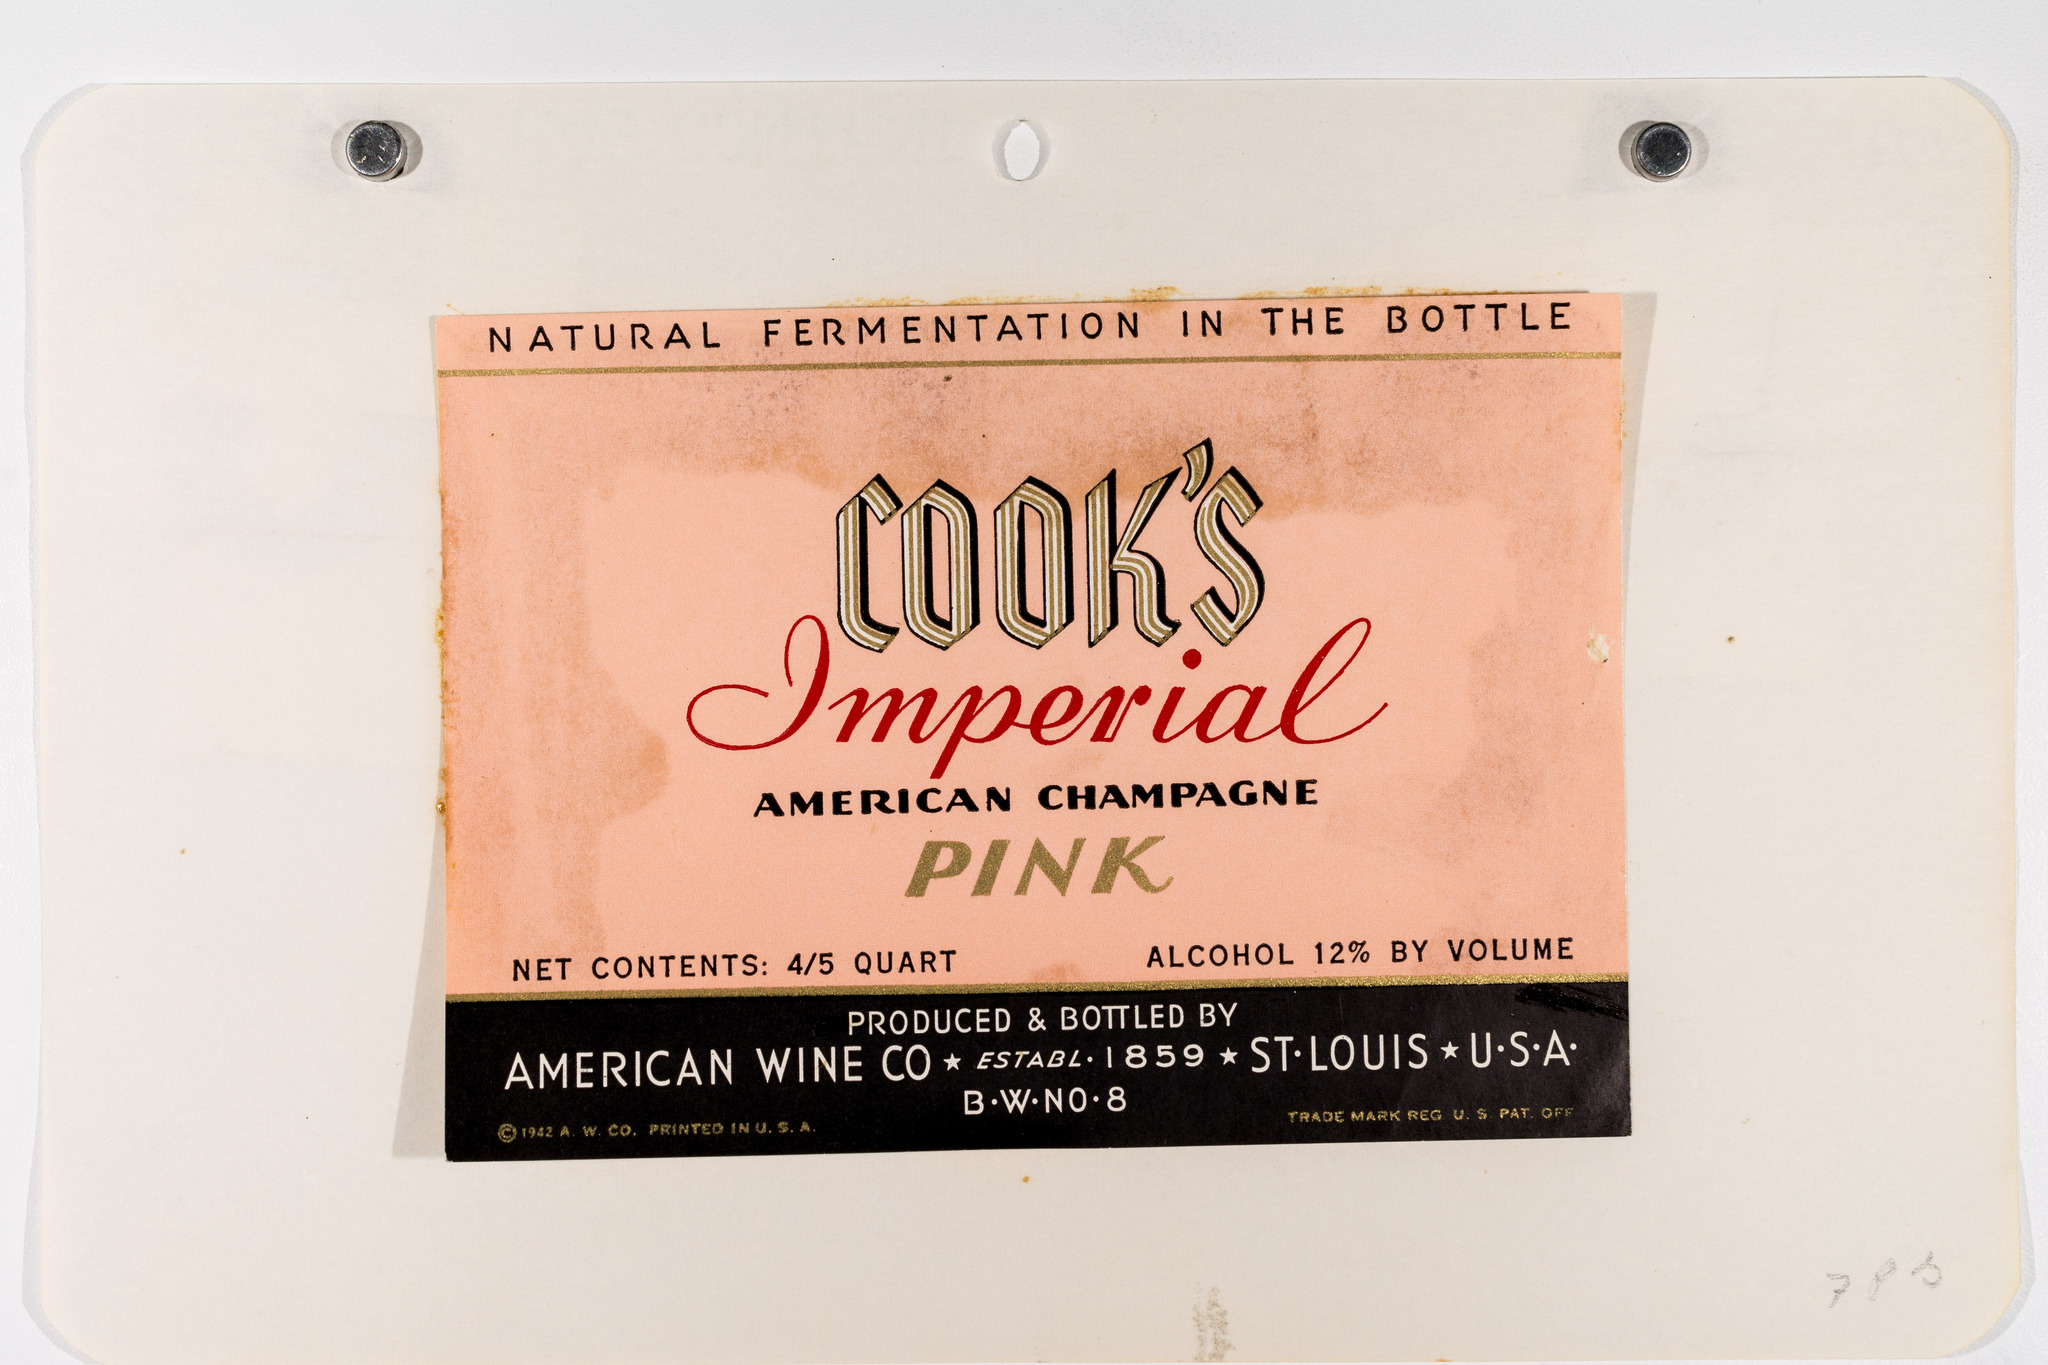 NATURAL FERMENTATION IN THE BOTTLE
COOK'S
Imperial
AMERICAN CHAMPAGNE
PINK
NET CONTENTS: 4/5 QUART
ALCOHOL 12% BY VOLUME
PRODUCED & BOTTLED BY
AMERICAN WINE CO ★ ESTABL·1859 ★ ST·LOUIS ★ U·S·A·
B·W·NO·8
© 1942 A. W. CO. PRINTED IN U. S. A.
TRADE MARK REG. U. S. PAT. OFF